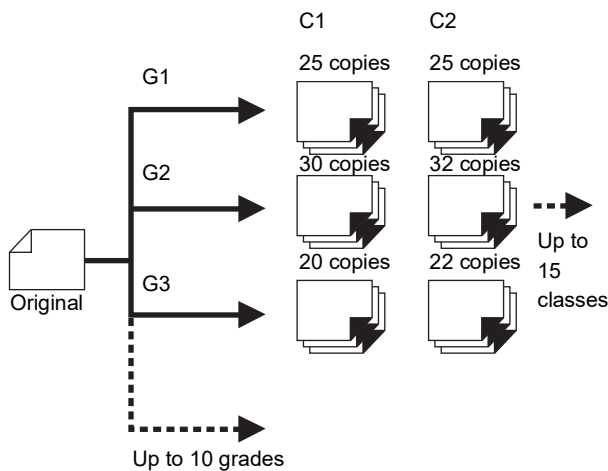 C1 C2
25 copies 25 copies
G1
30 copies 32 copies
G2
Up to
15
classes
20 copies 22 copies
G3
Original
Up to 10 grades